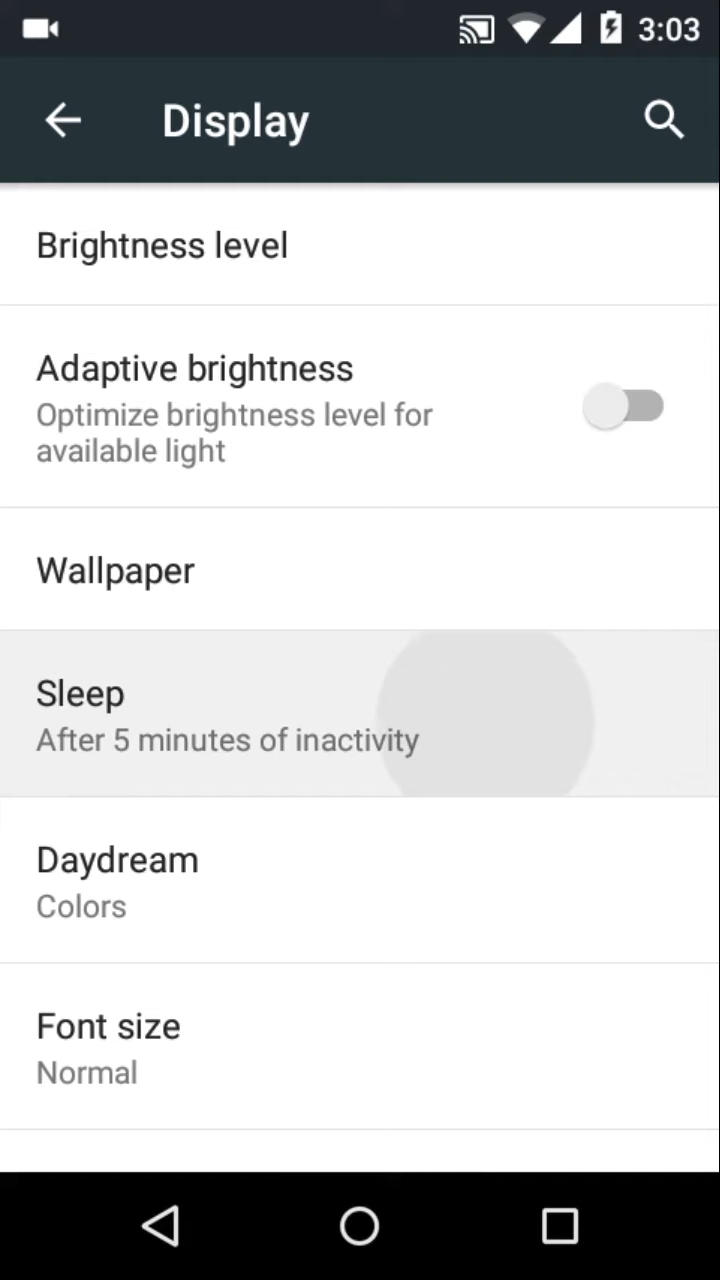 3:03
Display
Brightness level
Adaptive brightness
Optimize brightness level for
available light
Wallpaper
Sleep
After 5 minutes of inactivity
Daydream
Colors
Font size
Normal